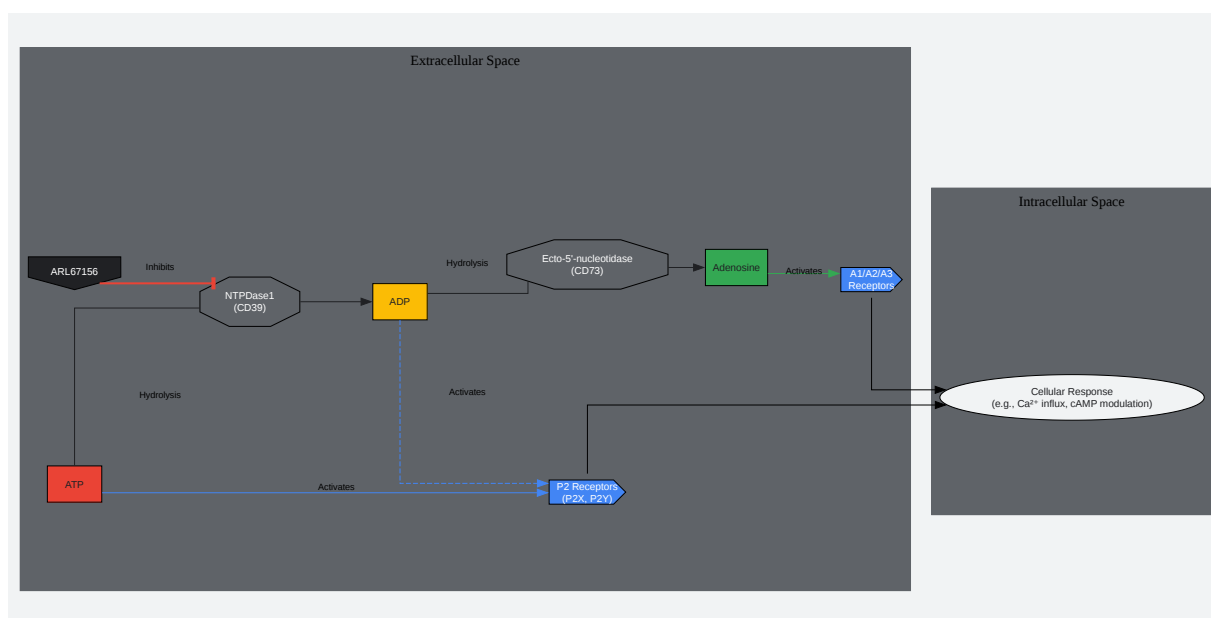 Extracellular Space
Intracellular Space
ARL67156
Inhibits
NTPDase1
(CD39)
ADP
Hydrolysis
Ecto-5'-nucleotidase
(CD73)
Adenosine
Activates
A1/A2/A3
Receptors
Hydrolysis
Activates
Cellular Response
(e.g., Ca²⁺ influx, cAMP modulation)
ATP
Activates
P2 Receptors
(P2X, P2Y)